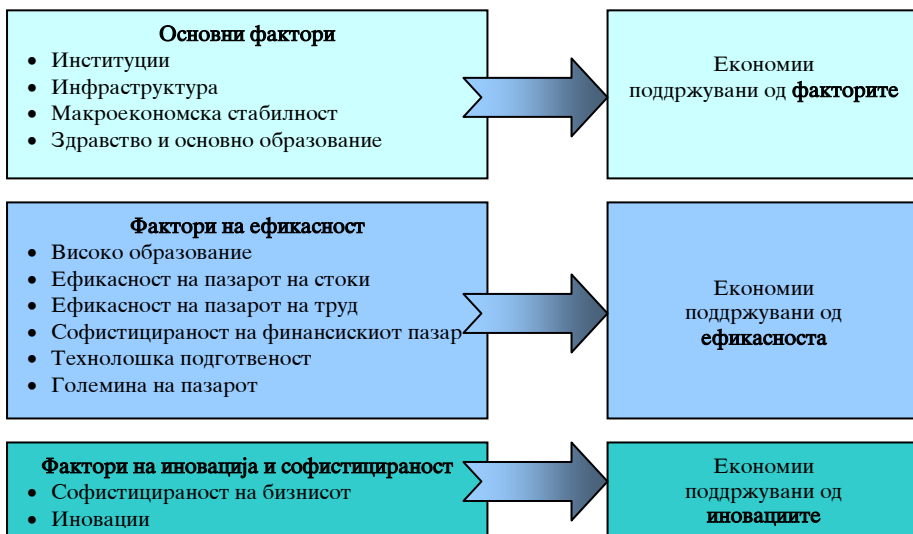 Основни фактори
• Институции
• Инфраструктура
• Макроекономска стабилност
• Здравство и основно образование
Економии
поддржувани од факторите
Фактори на ефикасност
• Високо образование
• Ефикасност на пазарот на стоки
• Ефикасност на пазарот на труд
• Софистицираност на финансискиот пазар
• Технолошка подготвеност
• Големина на пазарот
Економии
поддржувани од
ефикасноста
Фактори на иновација и софистицираност
• Софистицираност на бизнисот
• Иновации
Економии
поддржувани од
иновациите